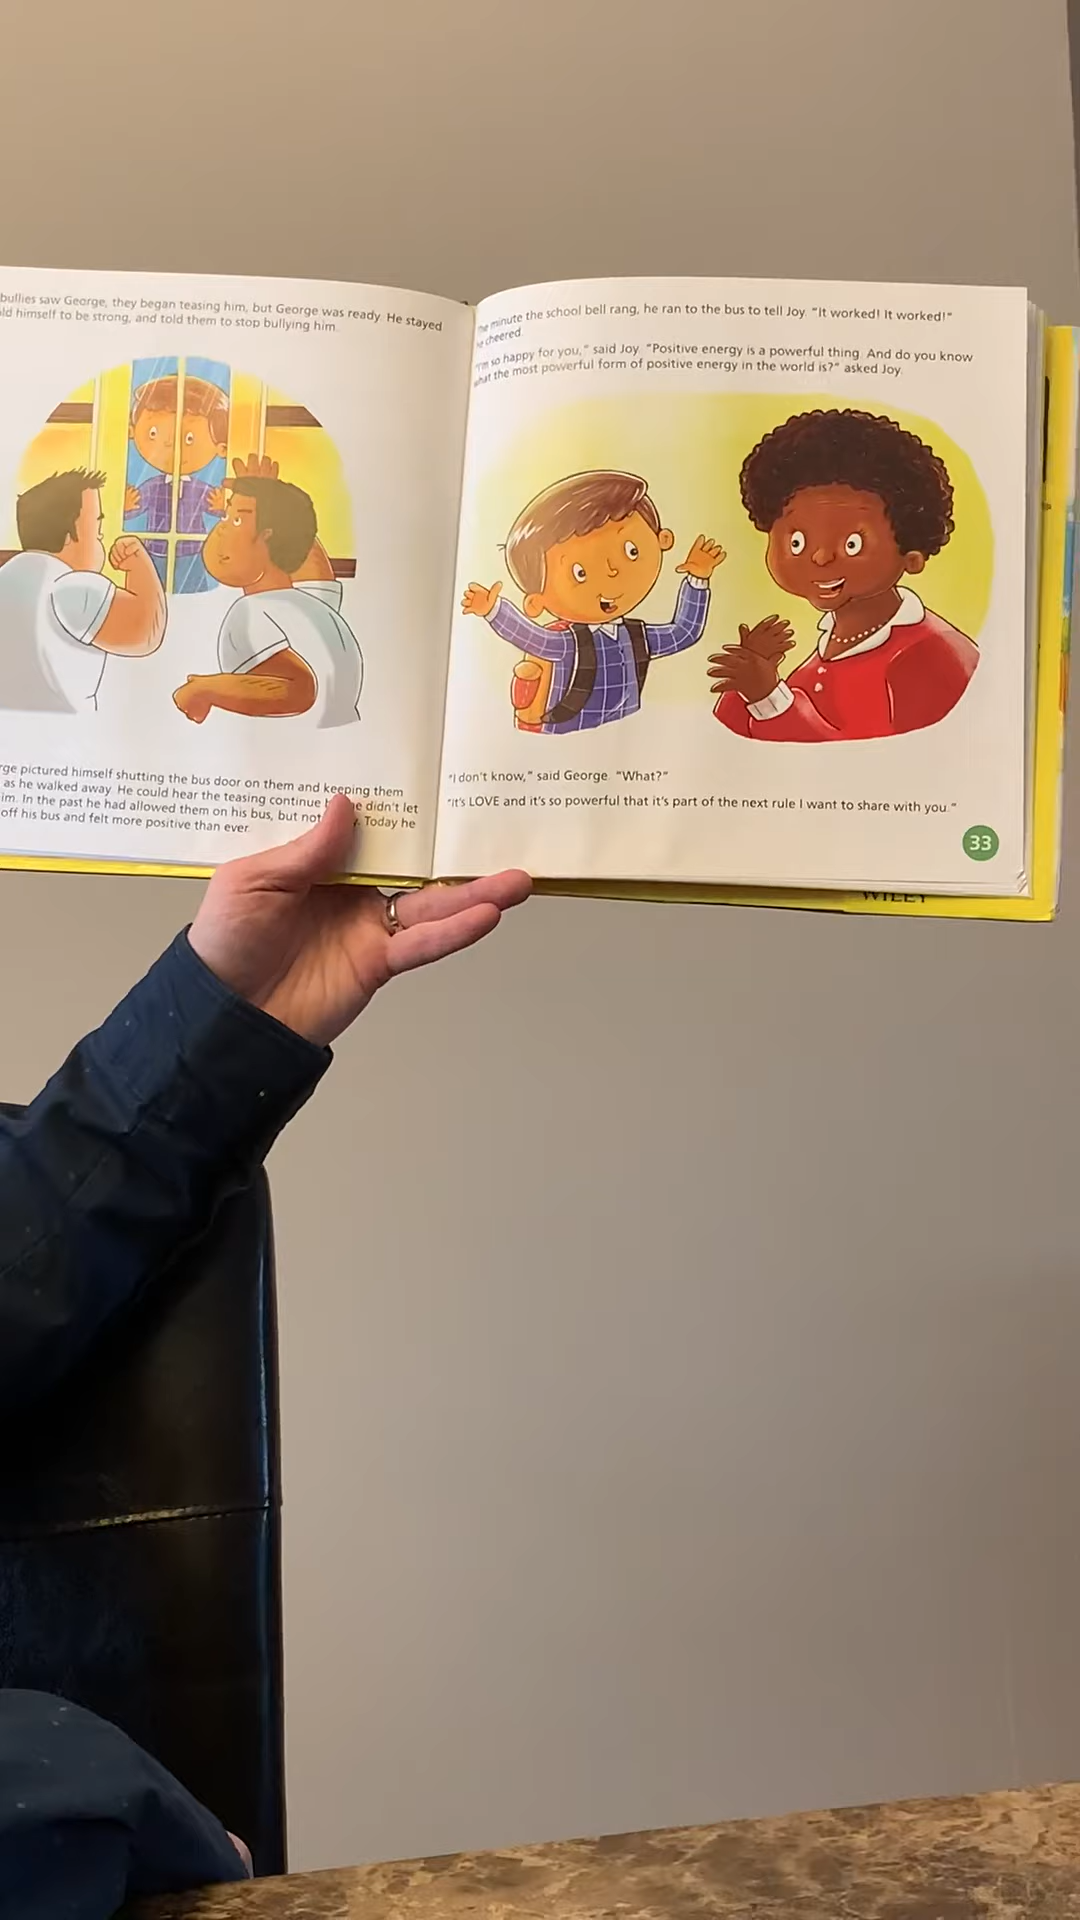 bullies saw George, they began teasing him, but George was ready. He stayed
himself to be strong, and told them to stop bullying him.
pictured himself shutting the bus door on them and keeping them
as he walked away. He could hear the teasing continue he didn't let
him. In the past he had allowed them on his bus, but not Today he
off his bus and felt more positive than ever.
minute the school bell rang, he ran to the bus to tell Joy. "It worked! It worked!"
he cheered.
"I'm so happy for you," said Joy. "Positive energy is a powerful thing. And do you know
what the most powerful form of positive energy in the world is?" asked Joy.
"I don't know," said George. "What?"
"It's LOVE and it's so powerful that it's part of the next rule I want to share with you."
33
WILEY